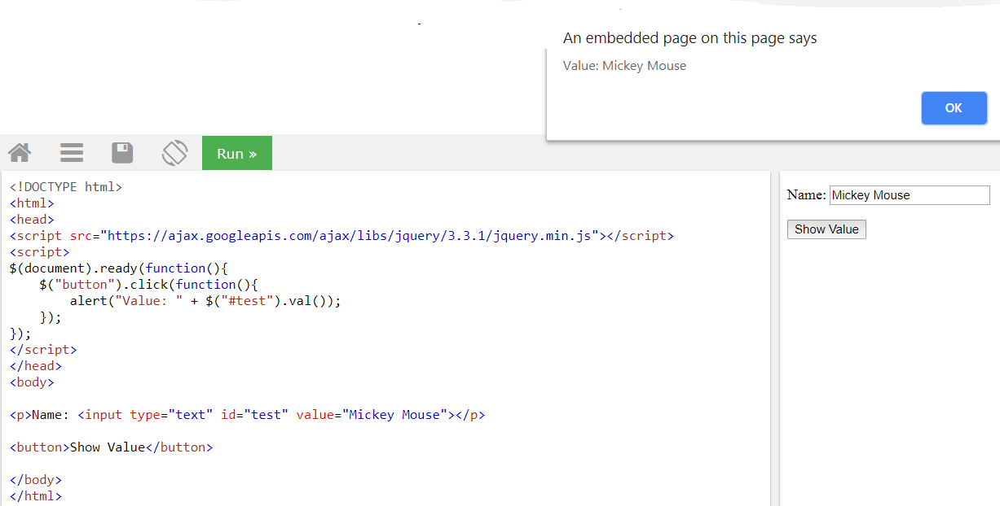 An embedded page on this page says
Value: Mickey Mouse
OK
Run »
<!DOCTYPE html>
<html>
<head>
<script src="https://ajax.googleapis.com/ajax/libs/jquery/3.3.1/jquery.min.js"></script>
<script>
$(document).ready(function(){
    $("button").click(function(){
        alert("Value: " + $("#test").val());
    });
});
</script>
</head>
<body>
<p>Name: <input type="text" id="test" value="Mickey Mouse"></p>
<button>Show Value</button>
</body>
</html>
Name: Mickey Mouse
Show Value